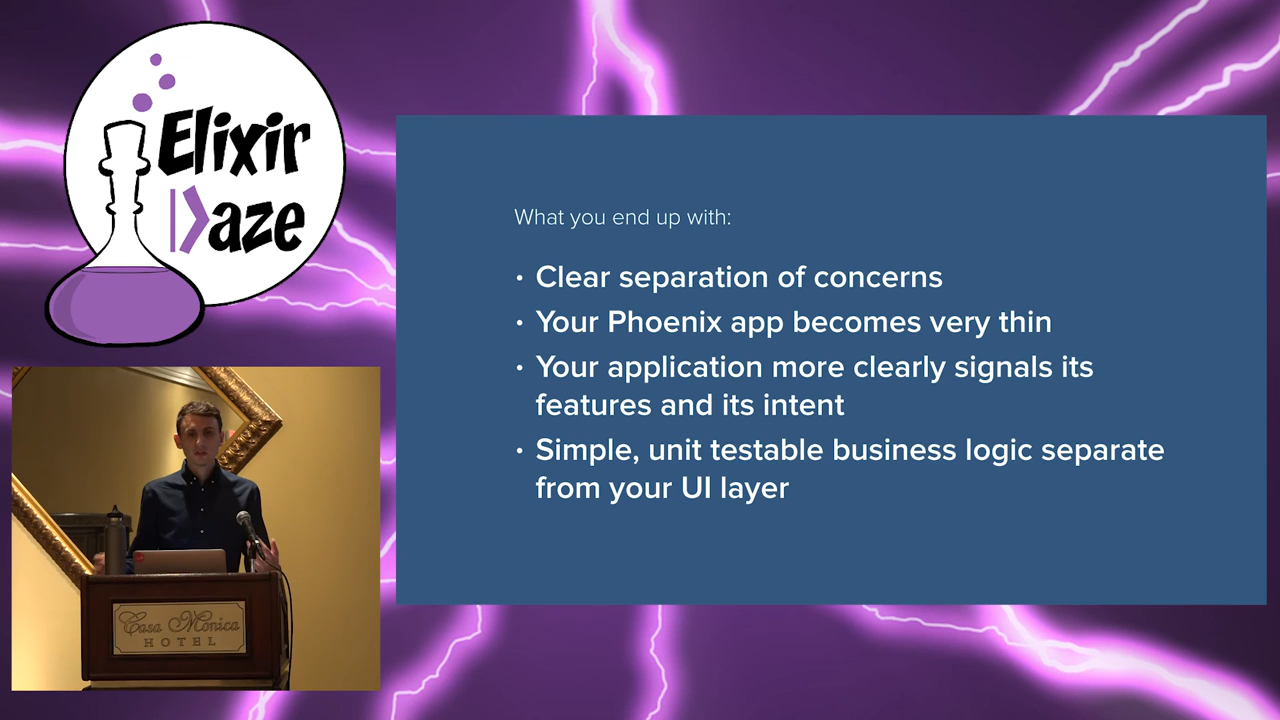 Elixir
|>aze
What you end up with:
• Clear separation of concerns
• Your Phoenix app becomes very thin
• Your application more clearly signals its
features and its intent
• Simple, unit testable business logic separate
from your UI layer
Casa Monica
HOTEL